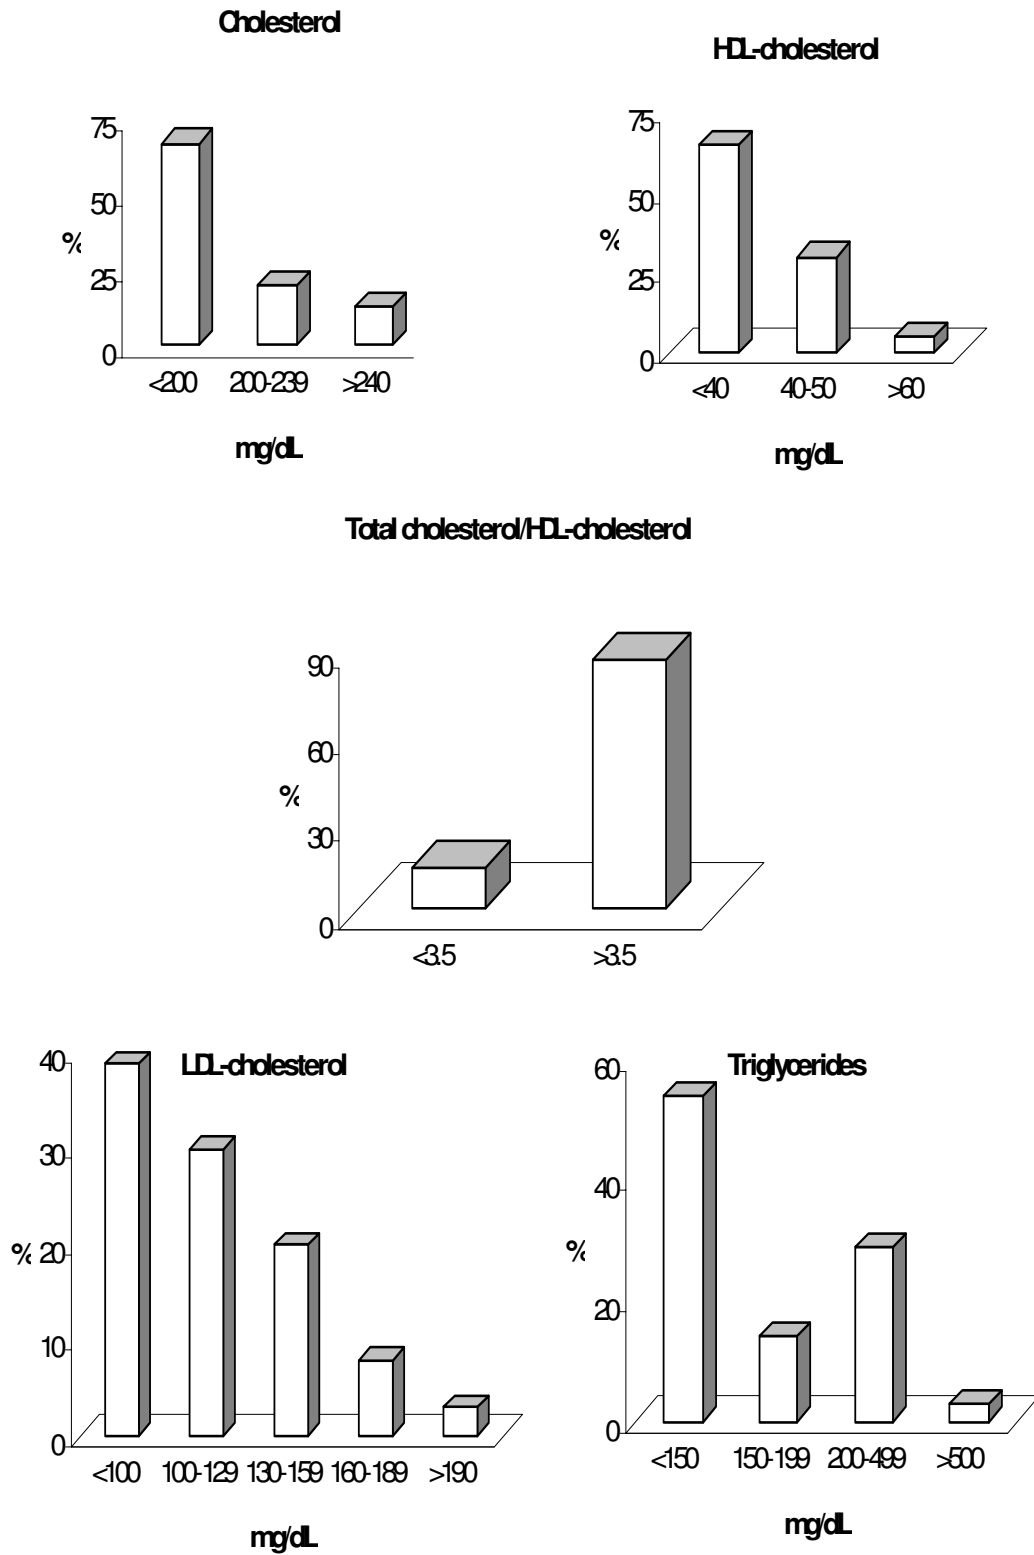 Cholesterol
75
50
%
25
0
<200 200-239 >240
mg/dL
HDL-cholesterol
75
50
%
25
0
<40 40-50 >60
mg/dL
Total cholesterol/HDL-cholesterol
90
60
%
30
0
<3.5 >3.5
LDL-cholesterol
40
30
% 20
10
0
<100 100-129 130-159 160-189 >190
mg/dL
Triglycerides
60
40
%
20
0
<150 150-199 200-499 >500
mg/dL